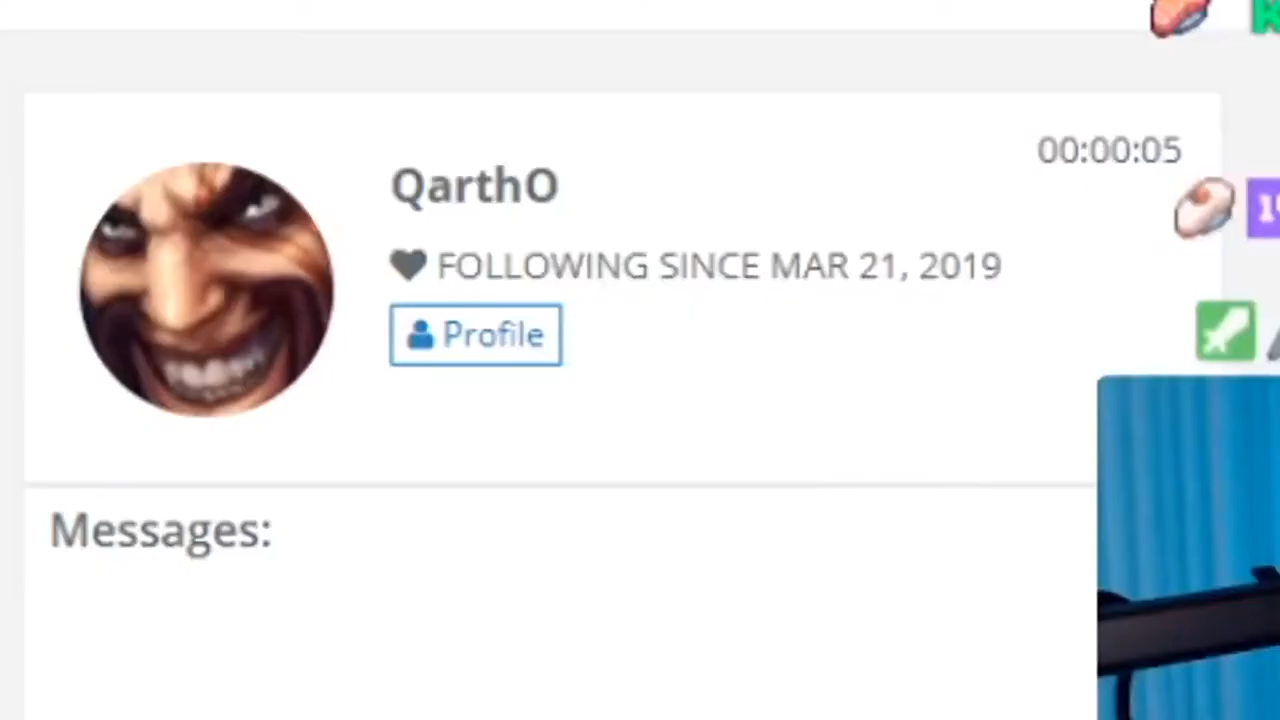 QarthO
00:00:05
FOLLOWING SINCE MAR 21, 2019
Profile
Messages: